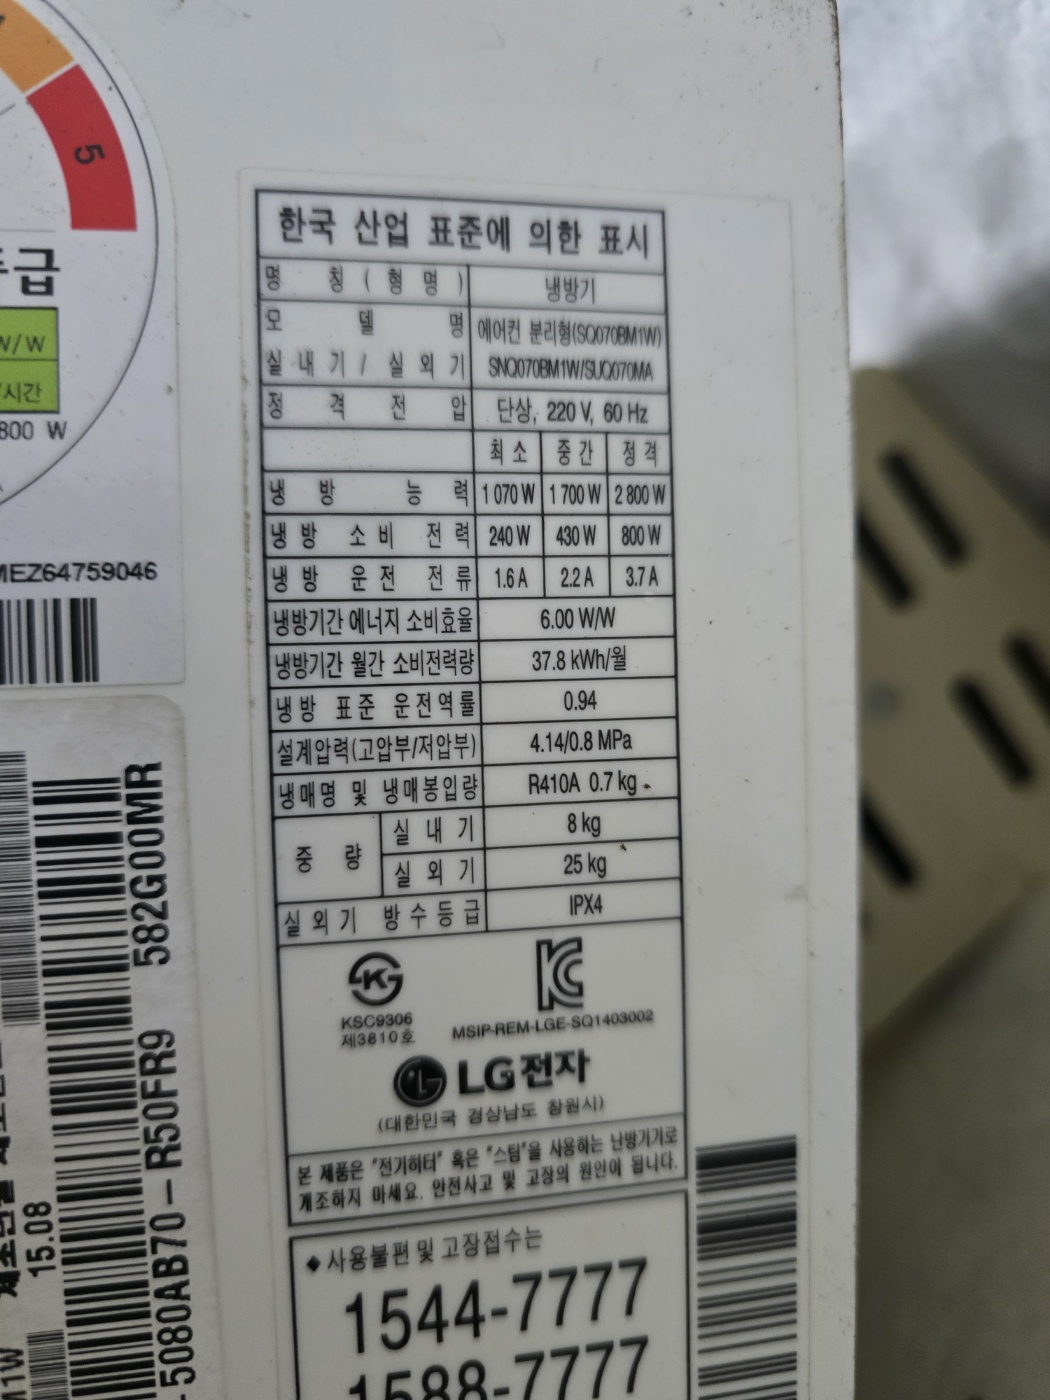 5
등급
W/W
/시간
800 W
MEZ64759046
582G00MR
5080AB70-R50FR9
15.08
M1W
한국 산업 표준에 의한 표시
명 칭 ( 형 명 ) 냉방기
모 델 명 에어컨 분리형(SQ070BM1W)
실 내 기 / 실 외 기 SNQ070BM1W/SUQ070MA
정 격 전 압 단상, 220 V, 60 Hz
최 소 중 간 정 격
냉 방 능 력 1 070 W 1 700 W 2 800 W
냉 방 소 비 전 력 240 W 430 W 800 W
냉 방 운 전 전 류 1.6 A 2.2 A 3.7 A
냉방기간 에너지 소비효율 6.00 W/W
냉방기간 월간 소비전력량 37.8 kWh/월
냉방 표준 운전역률 0.94
설계압력(고압부/저압부) 4.14/0.8 MPa
냉매명 및 냉매봉입량 R410A 0.7 kg
중 량 실 내 기 8 kg
실 외 기 25 kg
실외기 방수등급 IPX4
KSC9306
제3810호
MSIP-REM-LGE-SQ1403002
LG전자
(대한민국 경상남도 창원시)
본 제품은 "전기히터" 혹은 "스팀"을 사용하는 난방기기로
개조하지 마세요. 안전사고 및 고장의 원인이 됩니다.
◆ 사용불편 및 고장접수는
1544-7777
1588-7777